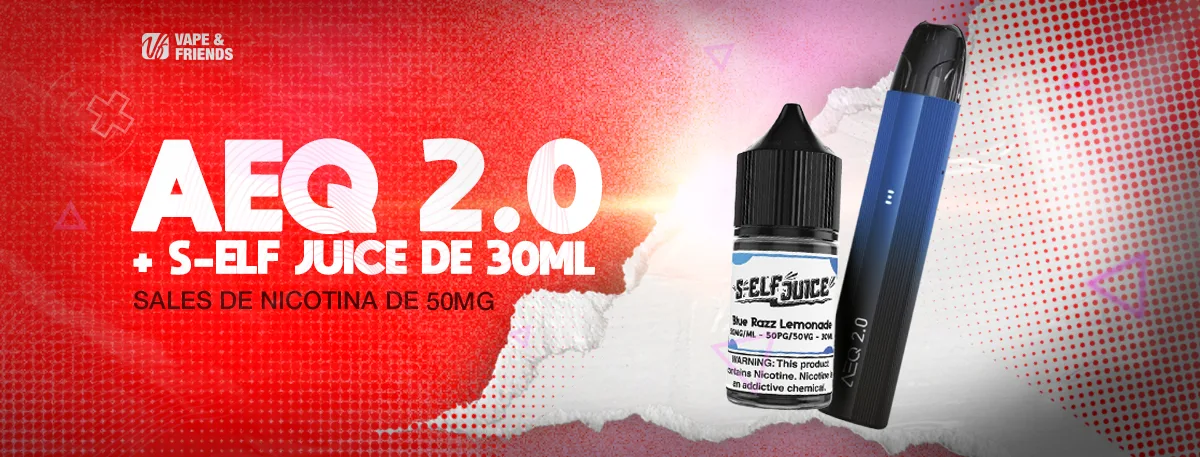 VAPE &
FRIENDS
AEQ 2.0
+ S-ELF JUICE DE 30ML
SALES DE NICOTINA DE 50MG
S-ELF JUICE
Blue Razz Lemonade
50MG/ML - 50PG/50VG - 30ML
WARNING: This product
contains Nicotine. Nicotine is
an addictive chemical.
AEQ 2.0